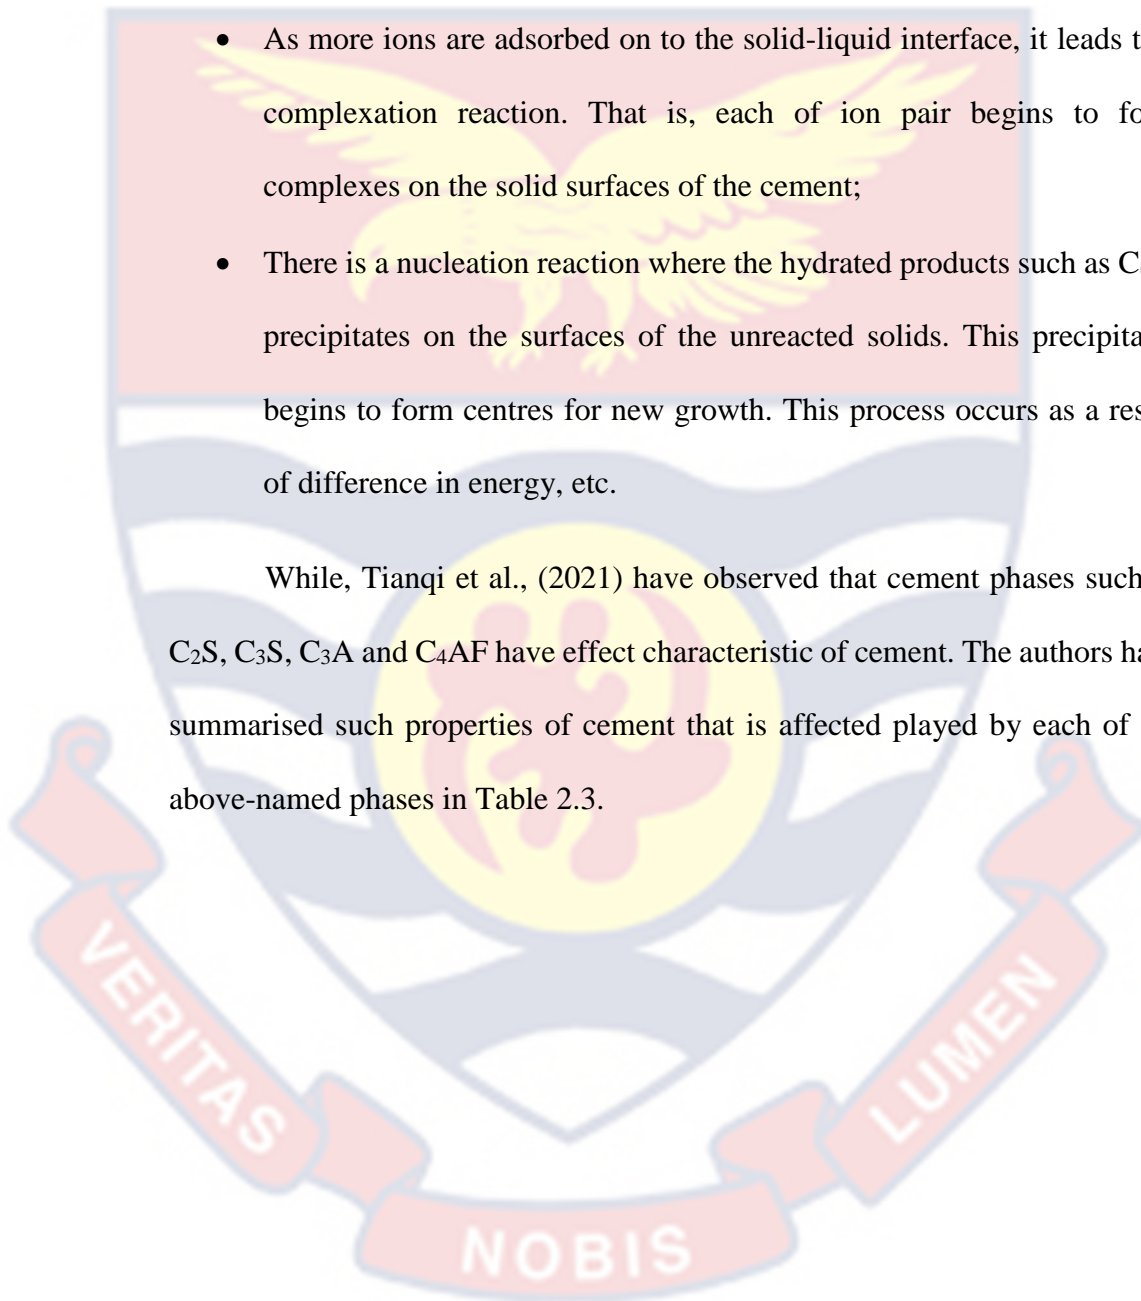 • As more ions are adsorbed on to the solid-liquid interface, it leads t
complexation reaction. That is, each of ion pair begins to fo
complexes on the solid surfaces of the cement;
• There is a nucleation reaction where the hydrated products such as C
precipitates on the surfaces of the unreacted solids. This precipita
begins to form centres for new growth. This process occurs as a res
of difference in energy, etc.
While, Tianqi et al., (2021) have observed that cement phases such
C₂S, C₃S, C₃A and C₄AF have effect characteristic of cement. The authors ha
summarised such properties of cement that is affected played by each of
above-named phases in Table 2.3.
VERITAS
NOBIS
LUMEN